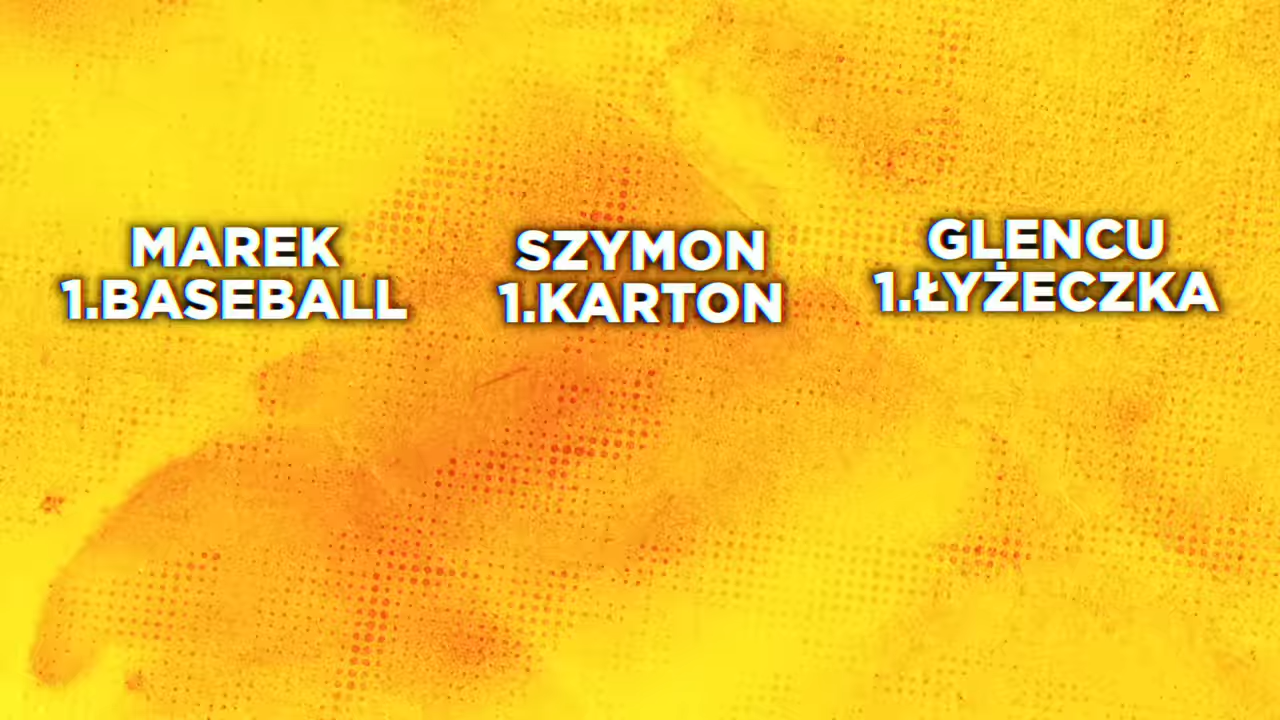 MAREK
1.BASEBALL
SZYMON
1.KARTON
GLENCU
1.ŁYŻECZKA